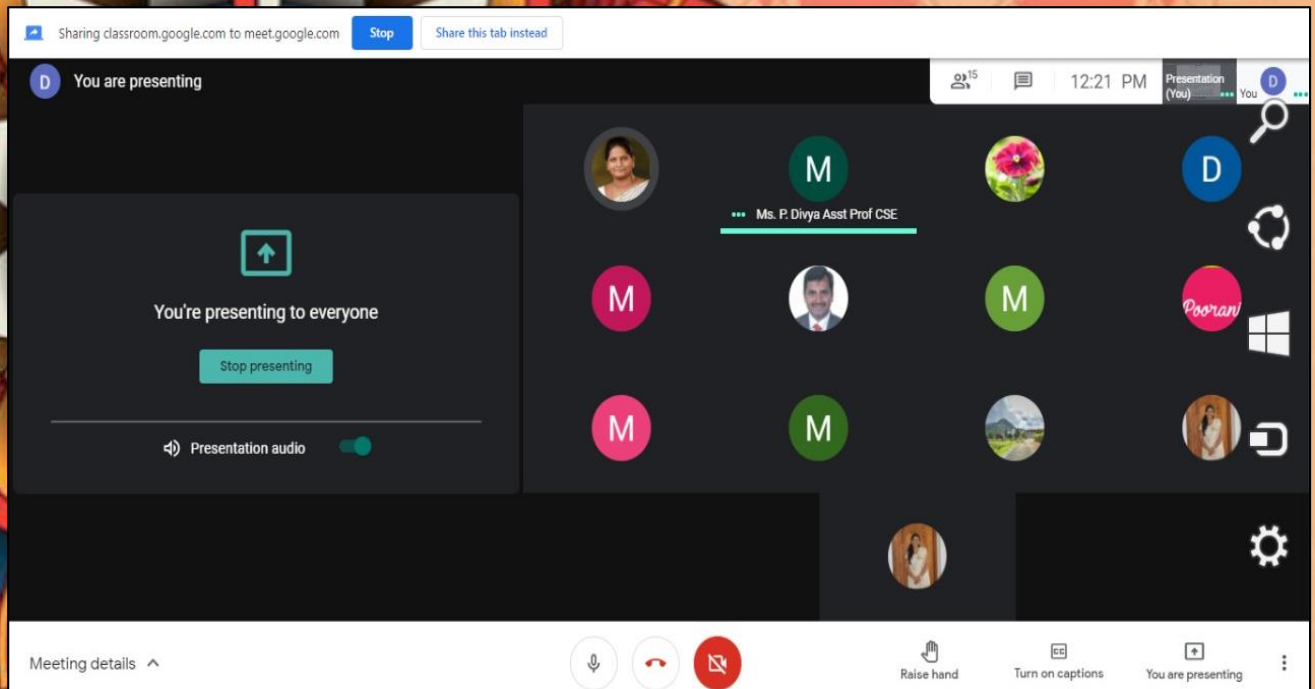 Sharing classroom.google.com to meet.google.com Stop Share this tab instead
D You are presenting
15 12:21 PM Presentation (You) You D
M D
Ms. P. Divya Asst Prof CSE
You're presenting to everyone
Stop presenting
Presentation audio
M M Poorani
M M
Meeting details
Raise hand CC Turn on captions You are presenting